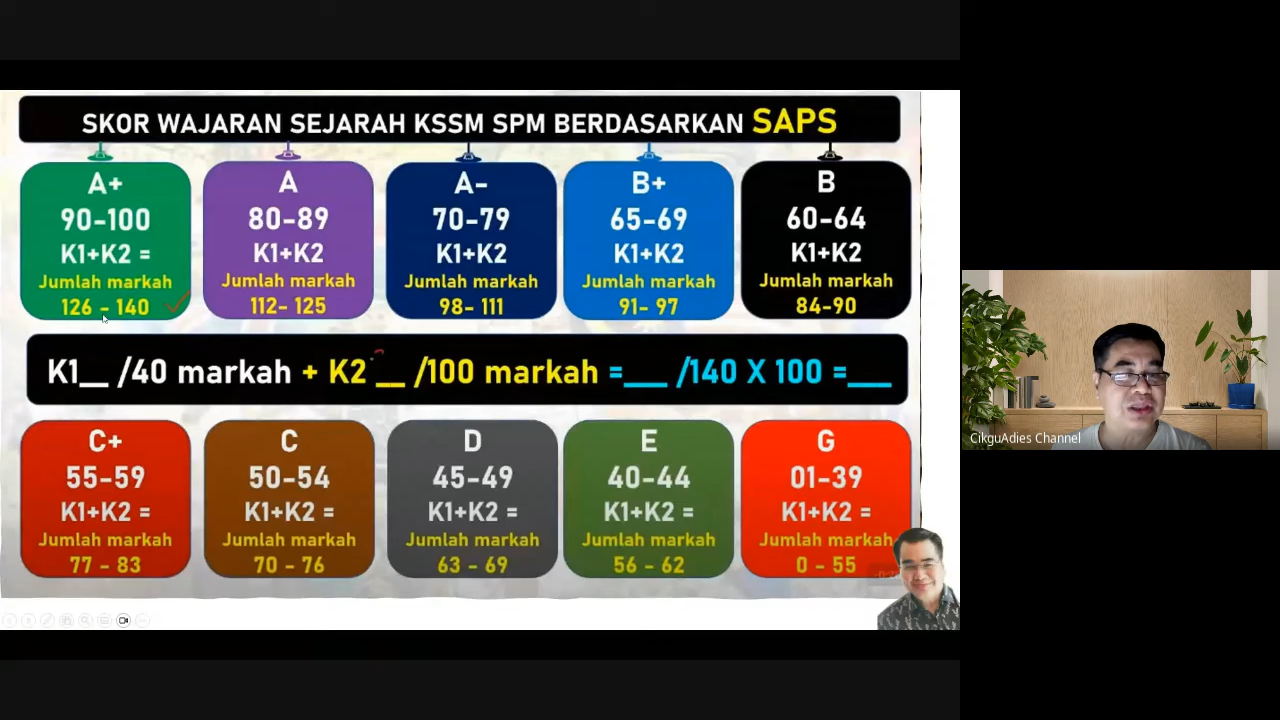 SKOR WAJARAN SEJARAH KSSM SPM BERDASARKAN SAPS
A+
90-100
K1+K2 =
Jumlah markah
126 - 140
A
80-89
K1+K2
Jumlah markah
112- 125
A-
70-79
K1+K2
Jumlah markah
98- 111
B+
65-69
K1+K2
Jumlah markah
91- 97
B
60-64
K1+K2
Jumlah markah
84-90
K1__ /40 markah + K2 __ /100 markah =___ /140 X 100 =___
C+
55-59
K1+K2 =
Jumlah markah
77 - 83
C
50-54
K1+K2 =
Jumlah markah
70 - 76
D
45-49
K1+K2 =
Jumlah markah
63 - 69
E
40-44
K1+K2 =
Jumlah markah
56 - 62
G
01-39
K1+K2 =
Jumlah markah
0 - 55
CikguAdies Channel